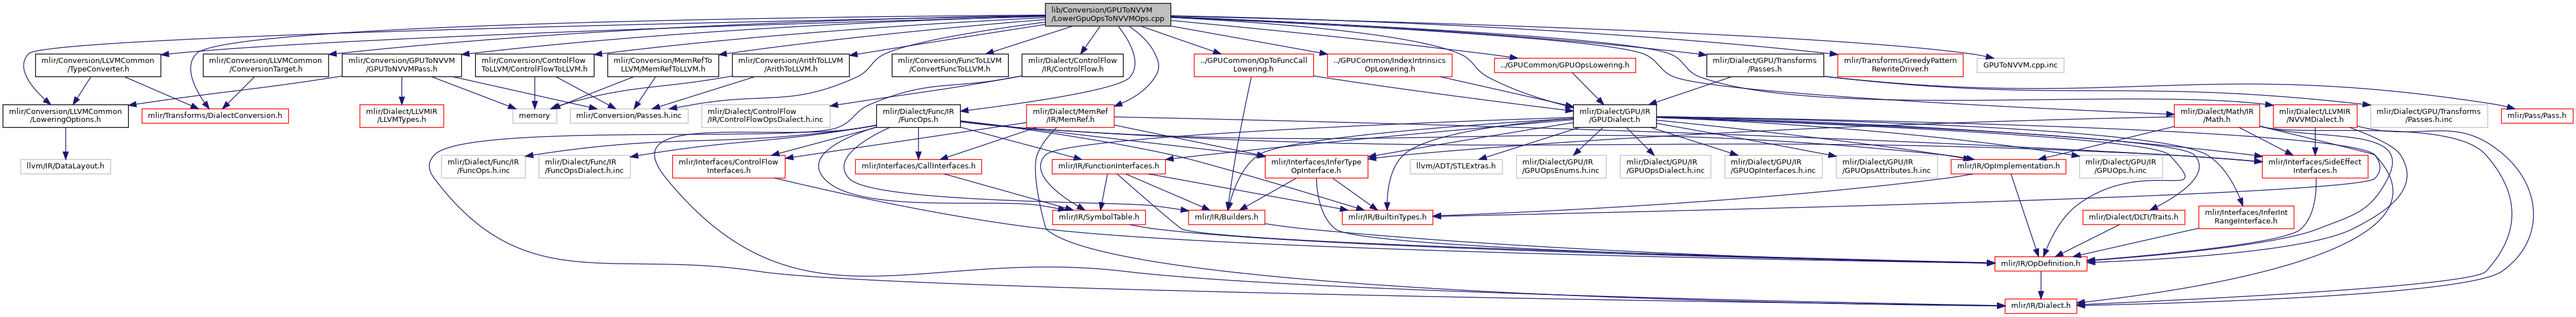 lib/Conversion/GPUToNVVM
/LowerGpuOpsToNVVMOps.cpp
mlir/Conversion/LLVMCommon
/TypeConverter.h
mlir/Conversion/LLVMCommon
/ConversionTarget.h
mlir/Conversion/GPUToNVVM
/GPUToNVVMPass.h
mlir/Conversion/ControlFlow
ToLLVM/ControlFlowToLLVM.h
mlir/Conversion/MemRefTo
LLVM/MemRefToLLVM.h
mlir/Conversion/ArithToLLVM
/ArithToLLVM.h
mlir/Conversion/FuncToLLVM
/ConvertFuncToLLVM.h
mlir/Dialect/ControlFlow
/IR/ControlFlow.h
../GPUCommon/OpToFuncCall
Lowering.h
../GPUCommon/IndexIntrinsics
OpLowering.h
../GPUCommon/GPUOpsLowering.h
mlir/Dialect/GPU/Transforms
/Passes.h
mlir/Transforms/GreedyPattern
RewriteDriver.h
GPUToNVVM.cpp.inc
mlir/Conversion/LLVMCommon
/LoweringOptions.h
mlir/Transforms/DialectConversion.h
mlir/Dialect/LLVMIR
/LLVMTypes.h
memory
mlir/Conversion/Passes.h.inc
mlir/Dialect/ControlFlow
/IR/ControlFlowOpsDialect.h.inc
mlir/Dialect/Func/IR
/FuncOps.h
mlir/Dialect/MemRef
/IR/MemRef.h
mlir/Dialect/GPU/IR
/GPUDialect.h
mlir/Dialect/Math/IR
/Math.h
mlir/Dialect/LLVMIR
/NVVMDialect.h
mlir/Dialect/GPU/Transforms
/Passes.h.inc
mlir/Pass/Pass.h
llvm/IR/DataLayout.h
mlir/Dialect/Func/IR
/FuncOps.h.inc
mlir/Dialect/Func/IR
/FuncOpsDialect.h.inc
mlir/Interfaces/ControlFlow
Interfaces.h
mlir/Interfaces/CallInterfaces.h
mlir/IR/FunctionInterfaces.h
mlir/Interfaces/InferType
OpInterface.h
llvm/ADT/STLExtras.h
mlir/Dialect/GPU/IR
/GPUOpsEnums.h.inc
mlir/Dialect/GPU/IR
/GPUOpsDialect.h.inc
mlir/Dialect/GPU/IR
/GPUOpInterfaces.h.inc
mlir/Dialect/GPU/IR
/GPUOpsAttributes.h.inc
mlir/IR/OpImplementation.h
mlir/Dialect/GPU/IR
/GPUOps.h.inc
mlir/Interfaces/SideEffect
Interfaces.h
mlir/IR/SymbolTable.h
mlir/IR/Builders.h
mlir/IR/BuiltinTypes.h
mlir/Dialect/DLTI/Traits.h
mlir/Interfaces/InferInt
RangeInterface.h
mlir/IR/OpDefinition.h
mlir/IR/Dialect.h